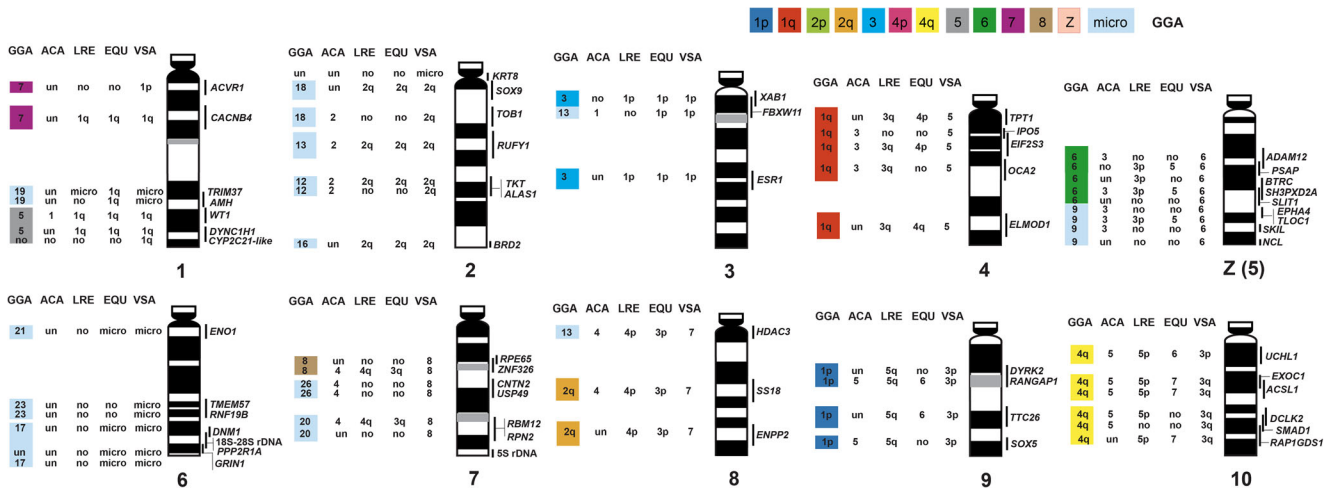 1p 1q 2p 2q 3 4p 4q 5 6 7 8 Z micro GGA
GGA ACA LRE EQU VSA
7 un no no 1p ACVR1
7 un 1q 1q 1q CACNB4
19 un micro 1q micro TRIM37
19 un no 1q micro AMH
5 1 1q 1q 1q WT1
5 un 1q 1q 1q DYNC1H1
no no no no 1q CYP2C21-like
1
GGA ACA LRE EQU VSA
un un no no micro KRT8
18 un 2q 2q 2q SOX9
18 2 no no 2q TOB1
13 2 2q 2q 2q RUFY1
12 2 2q 2q 2q TKT
12 2 no no 2q ALAS1
16 un 2q 2q 2q BRD2
2
GGA ACA LRE EQU VSA
3 no 1p 1p 1p XAB1
13 1 no 1p 1p FBXW11
3 un 1p 1p 1p ESR1
3
GGA ACA LRE EQU VSA
1q un 3q 4p 5 TPT1
1q 3 no no 5 IPO5
1q 3 3q 4p 5 EIF2S3
1q 3 3q no 5 OCA2
1q un 3q 4q 5 ELMOD1
4
GGA ACA LRE EQU VSA
6 3 no no 6 ADAM12
6 no 3p 5 6 PSAP
6 un 3p no 6 BTRC
6 3 3p 5 6 SH3PXD2A
6 un no no 6 SLIT1
9 3 no no 6 EPHA4
9 3 3p 5 6 TLOC1
9 3 no no 6 SKIL
9 un no no 6 NCL
Z (5)
GGA ACA LRE EQU VSA
21 un no micro micro ENO1
23 un no no micro TMEM57
23 un no no micro RNF19B
17 un no micro micro DNM1
18S-28S rDNA
un un no micro micro PPP2R1A
17 un no micro micro GRIN1
6
GGA ACA LRE EQU VSA
8 un no no 8 RPE65
8 4 4q 3q 8 ZNF326
26 4 no no 8 CNTN2
26 4 no no 8 USP49
20 4 4q 3q 8 RBM12
20 un no no 8 RPN2
5S rDNA
7
GGA ACA LRE EQU VSA
13 4 4p 3p 7 HDAC3
2q 4 4p 3p 7 SS18
2q un 4p 3p 7 ENPP2
8
GGA ACA LRE EQU VSA
1p un 5q no 3p DYRK2
1p 5 5q 6 3p RANGAP1
1p un 5q 6 3p TTC26
1p 5 5q no 3p SOX5
9
GGA ACA LRE EQU VSA
4q 5 5p 6 3p UCHL1
4q 5 5p 7 3q EXOC1
4q 5 5p 7 3q ACSL1
4q 5 5p no 3q DCLK2
4q 5 5p no 3q SMAD1
4q un 5p 7 3q RAP1GDS1
10